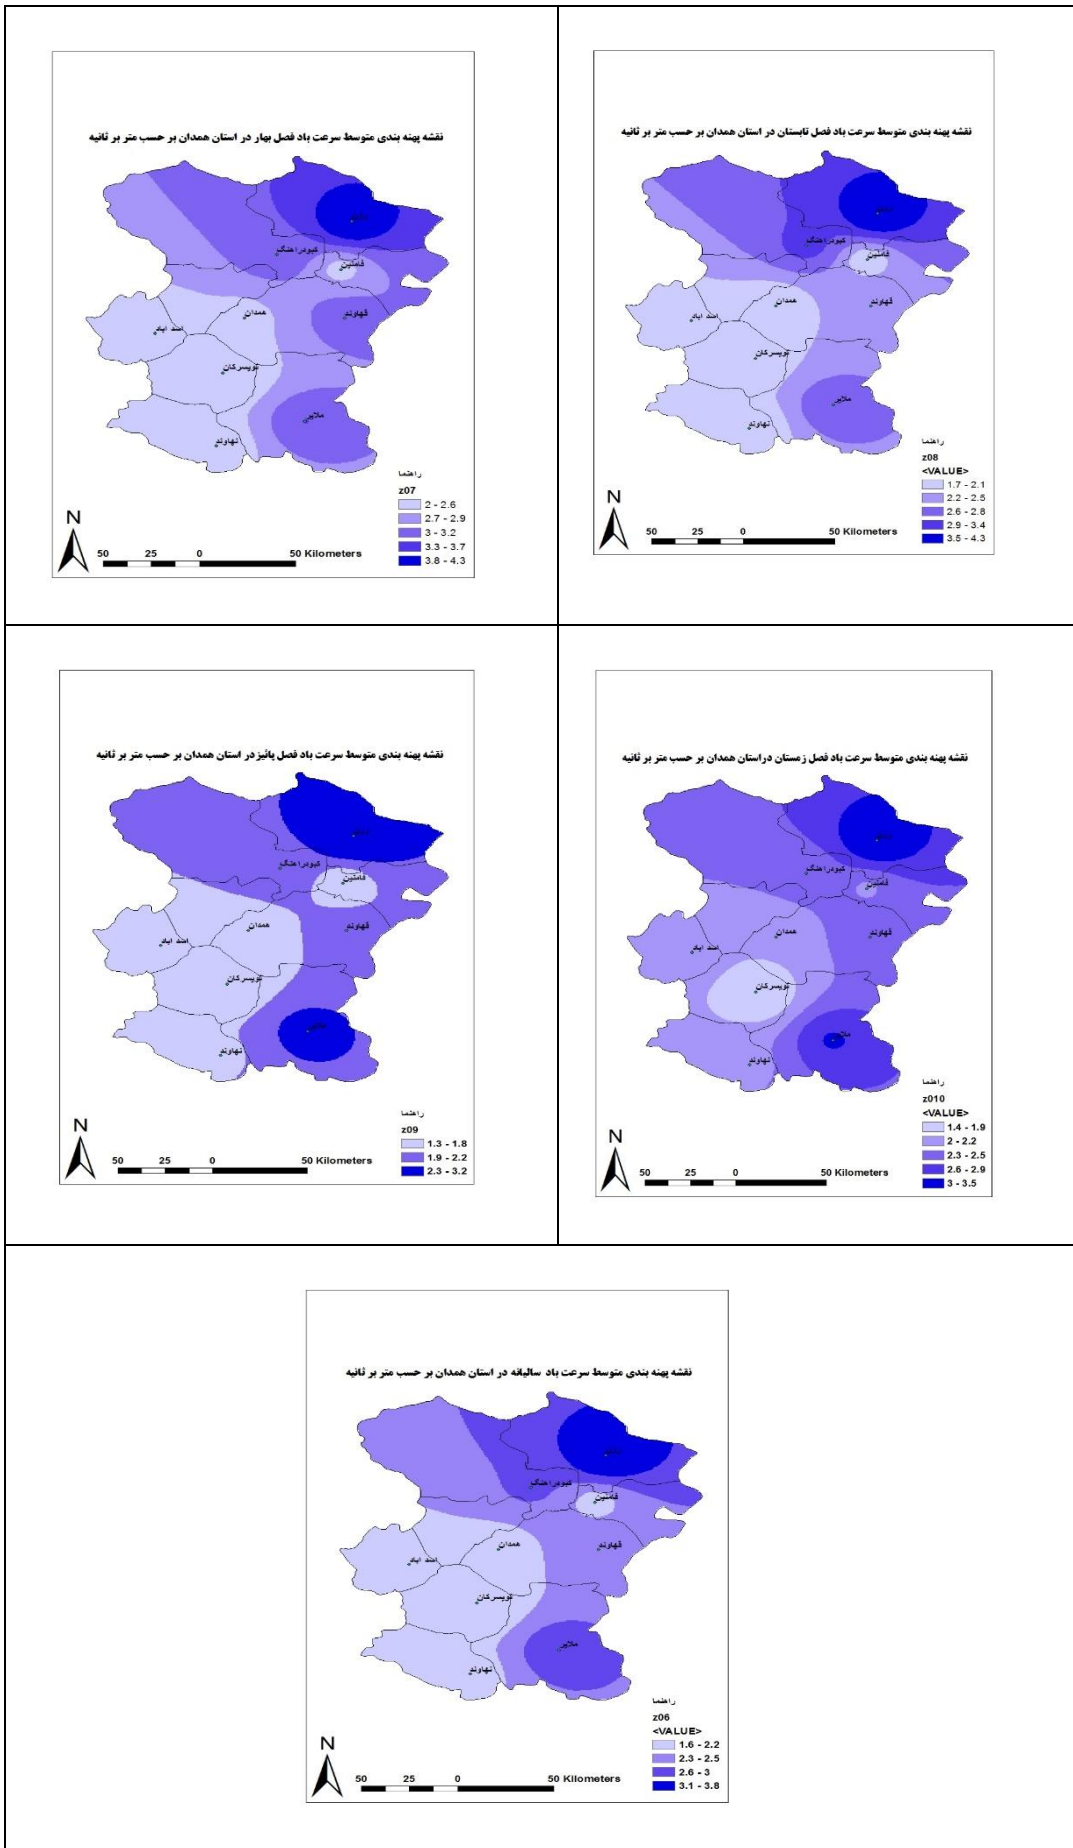 نقشه پهنه بندی متوسط سرعت باد فصل بهار در استان همدان بر حسب متر بر ثانیه
کبودراهنگ
فامنین
قهاوند
همدان
اسد اباد
تویسرکان
ملایر
نهاوند
راهنما
z07
2 - 2.6
2.7 - 2.9
3 - 3.2
3.3 - 3.7
3.8 - 4.3
N
50 25 0 50 Kilometers
نقشه پهنه بندی متوسط سرعت باد فصل تابستان در استان همدان بر حسب متر بر ثانیه
کبودراهنگ
فامنین
قهاوند
همدان
اسد اباد
تویسرکان
ملایر
نهاوند
راهنما
z08
<VALUE>
1.7 - 2.1
2.2 - 2.5
2.6 - 2.8
2.9 - 3.4
3.5 - 4.3
N
50 25 0 50 Kilometers
نقشه پهنه بندی متوسط سرعت باد فصل پائیز در استان همدان بر حسب متر بر ثانیه
کبودراهنگ
فامنین
قهاوند
همدان
اسد اباد
تویسرکان
نهاوند
راهنما
z09
1.3 - 1.8
1.9 - 2.2
2.3 - 3.2
N
50 25 0 50 Kilometers
نقشه پهنه بندی متوسط سرعت باد فصل زمستان دراستان همدان بر حسب متر بر ثانیه
کبودراهنگ
فامنین
قهاوند
همدان
اسد اباد
تویسرکان
ملایر
نهاوند
راهنما
z010
<VALUE>
1.4 - 1.9
2 - 2.2
2.3 - 2.5
2.6 - 2.9
3 - 3.5
N
50 25 0 50 Kilometers
نقشه پهنه بندی متوسط سرعت باد سالیانه در استان همدان بر حسب متر بر ثانیه
کبودراهنگ
فامنین
قهاوند
همدان
اسد اباد
تویسرکان
ملایر
نهاوند
راهنما
z06
<VALUE>
1.6 - 2.2
2.3 - 2.5
2.6 - 3
3.1 - 3.8
N
50 25 0 50 Kilometers